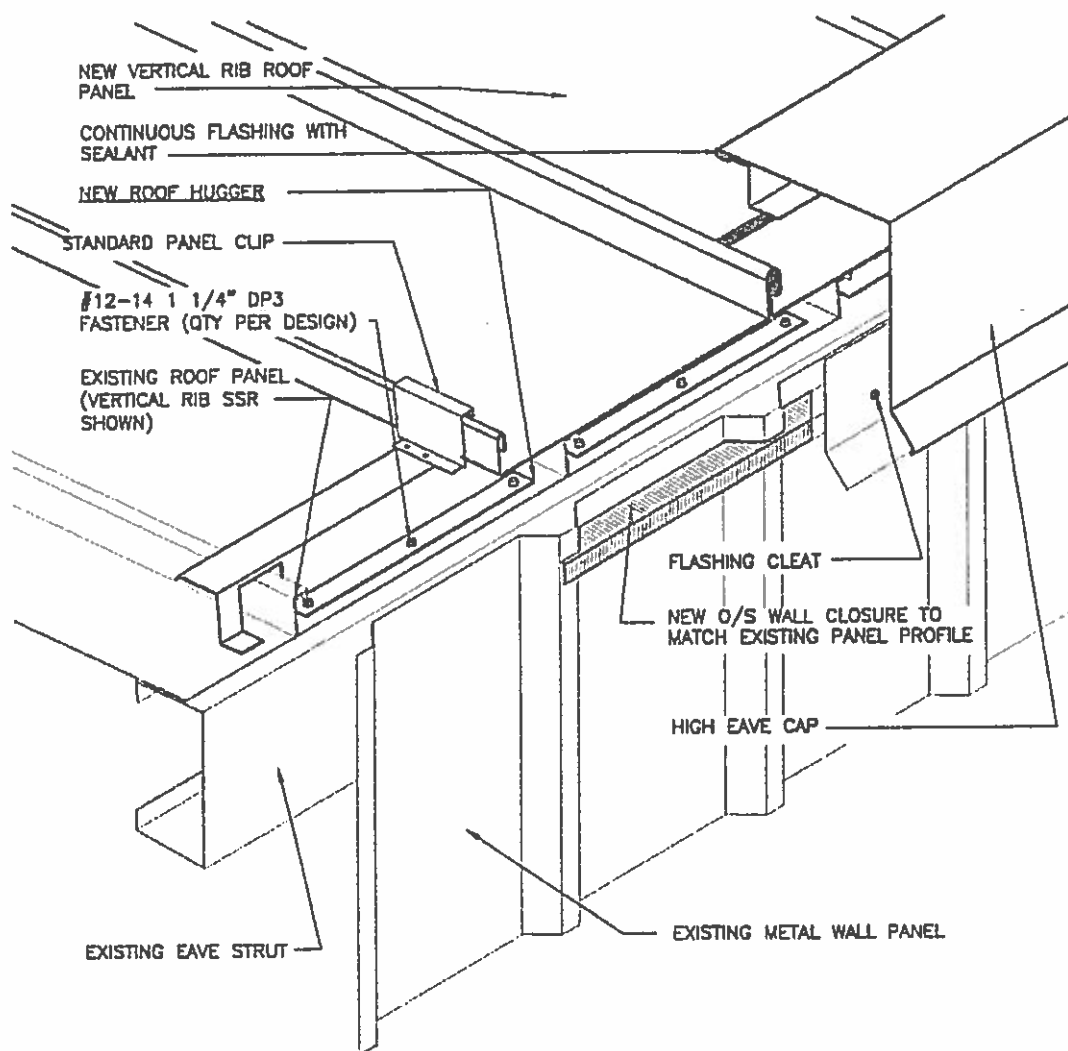 NEW VERTICAL RIB ROOF
PANEL
CONTINUOUS FLASHING WITH
SEALANT
NEW ROOF HUGGER
STANDARD PANEL CLIP
#12-14 1 1/4" DP3
FASTENER (QTY PER DESIGN)
EXISTING ROOF PANEL
(VERTICAL RIB SSR
SHOWN)
FLASHING CLEAT
NEW O/S WALL CLOSURE TO
MATCH EXISTING PANEL PROFILE
HIGH EAVE CAP
EXISTING METAL WALL PANEL
EXISTING EAVE STRUT